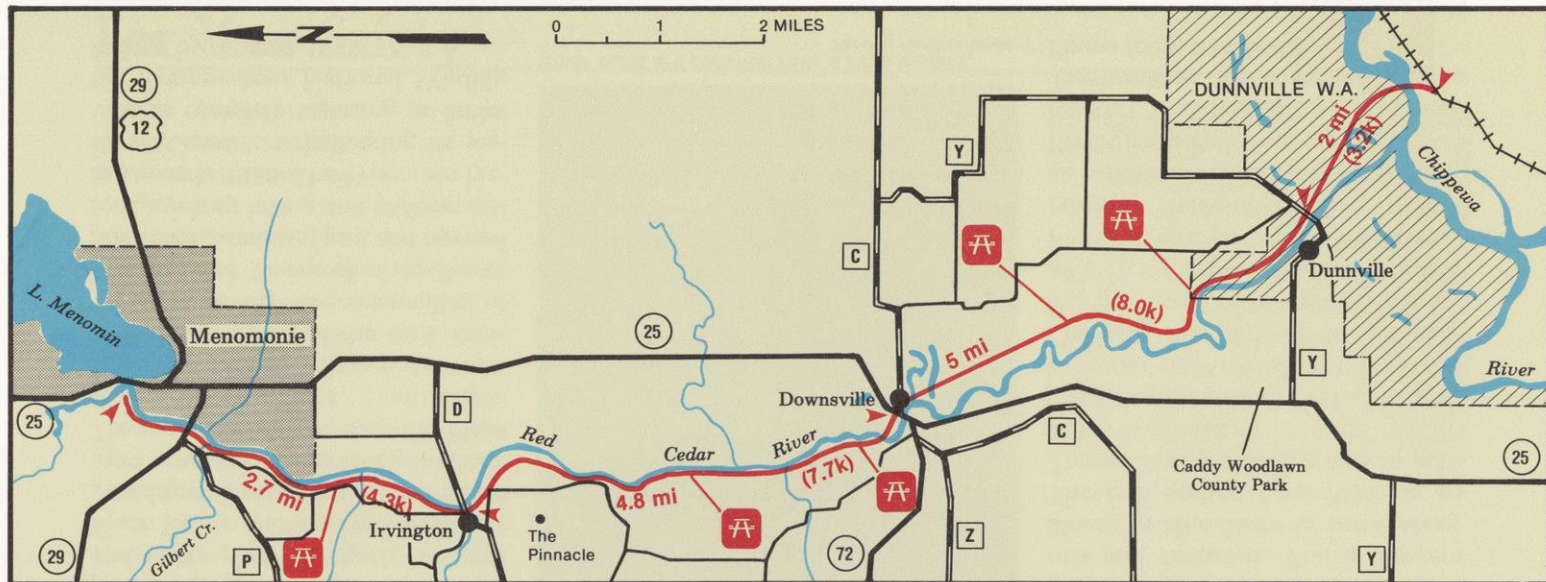 N
0 2 MILES
29
12
L. Menomin
Menomonie
25
29
Gilbert Cr.
P
2.7 mi
(4.3k)
D
Irvington
The
Pinnacle
Red
Cedar
River
4.8 mi
(7.7k)
25
72
Downsville
C
Y
Z
C
5 mi
(8.0k)
DUNNVILLE W.A.
2 mi
(3.2k)
Chippewa
River
Dunnville
Y
Caddy Woodlawn
County Park
25
Y